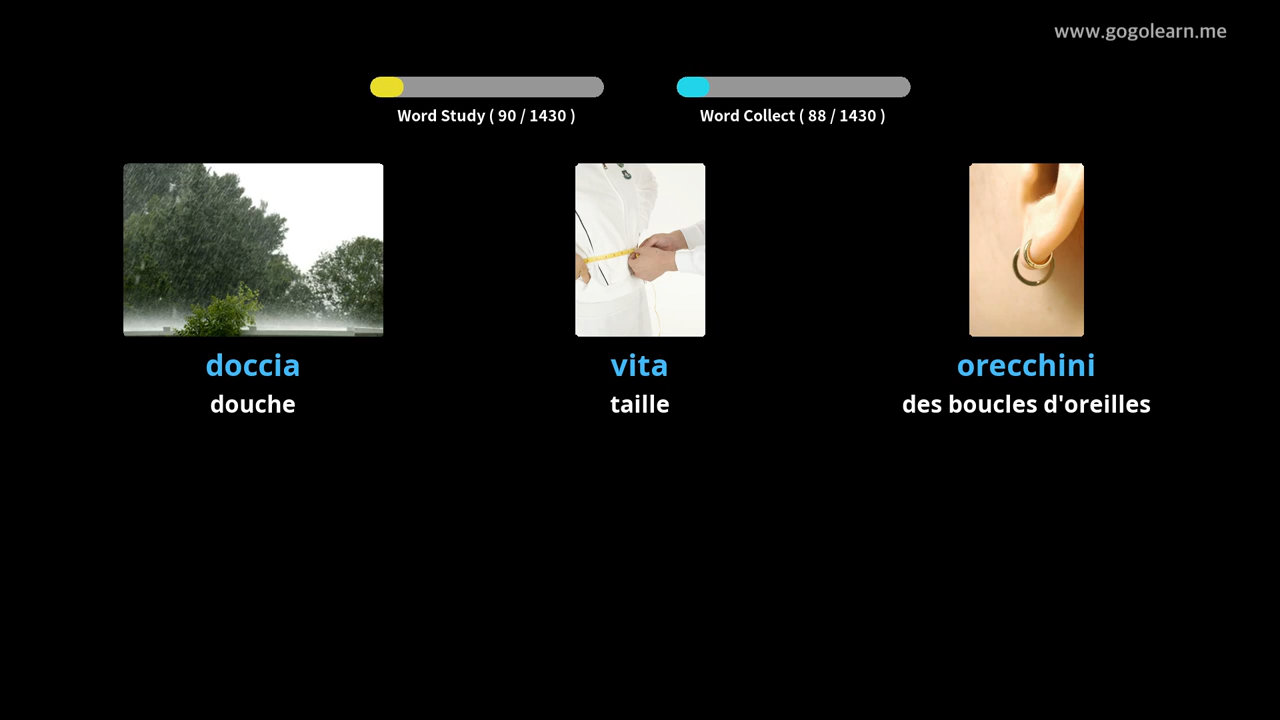 www.gogolearn.me
Word Study ( 90 / 1430 )
Word Collect ( 88 / 1430 )
doccia
vita
orecchini
douche
taille
des boucles d'oreilles